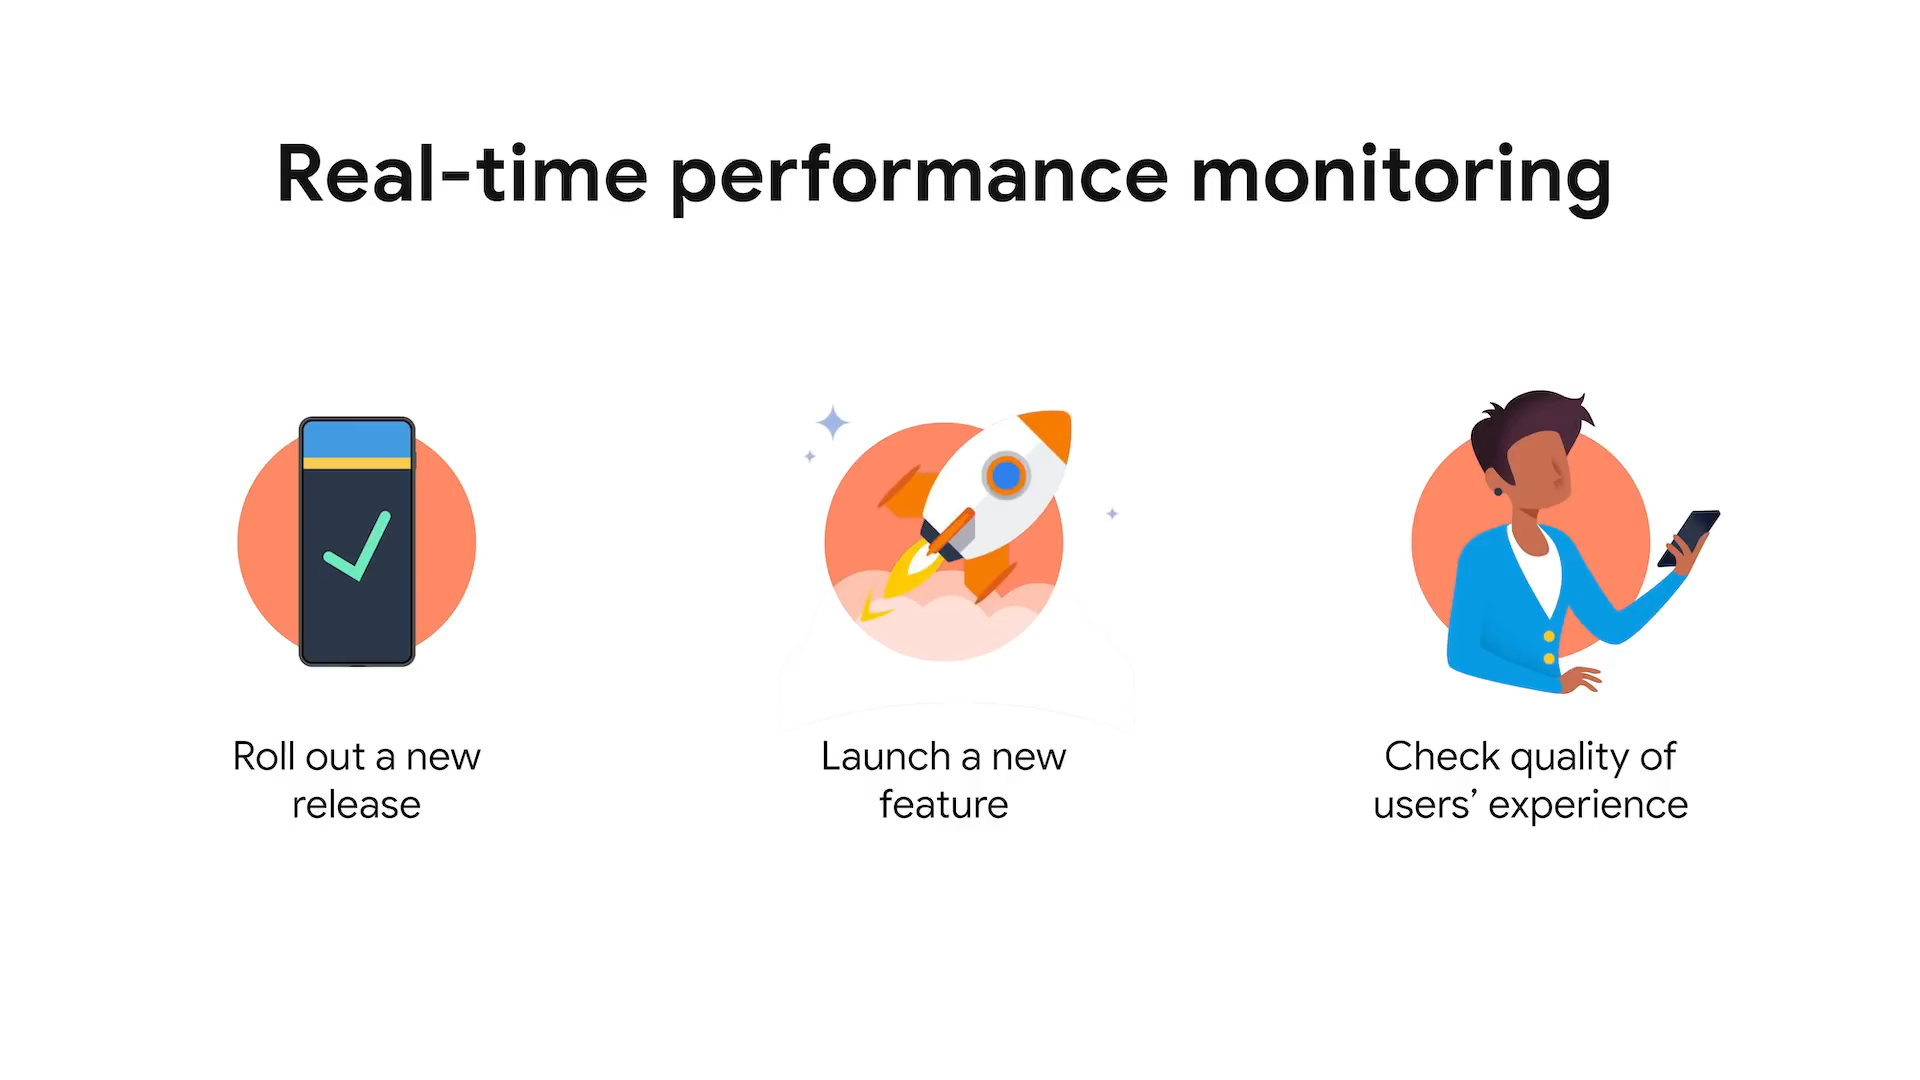 Real-time performance monitoring
Roll out a new
release
Launch a new
feature
Check quality of
users’ experience